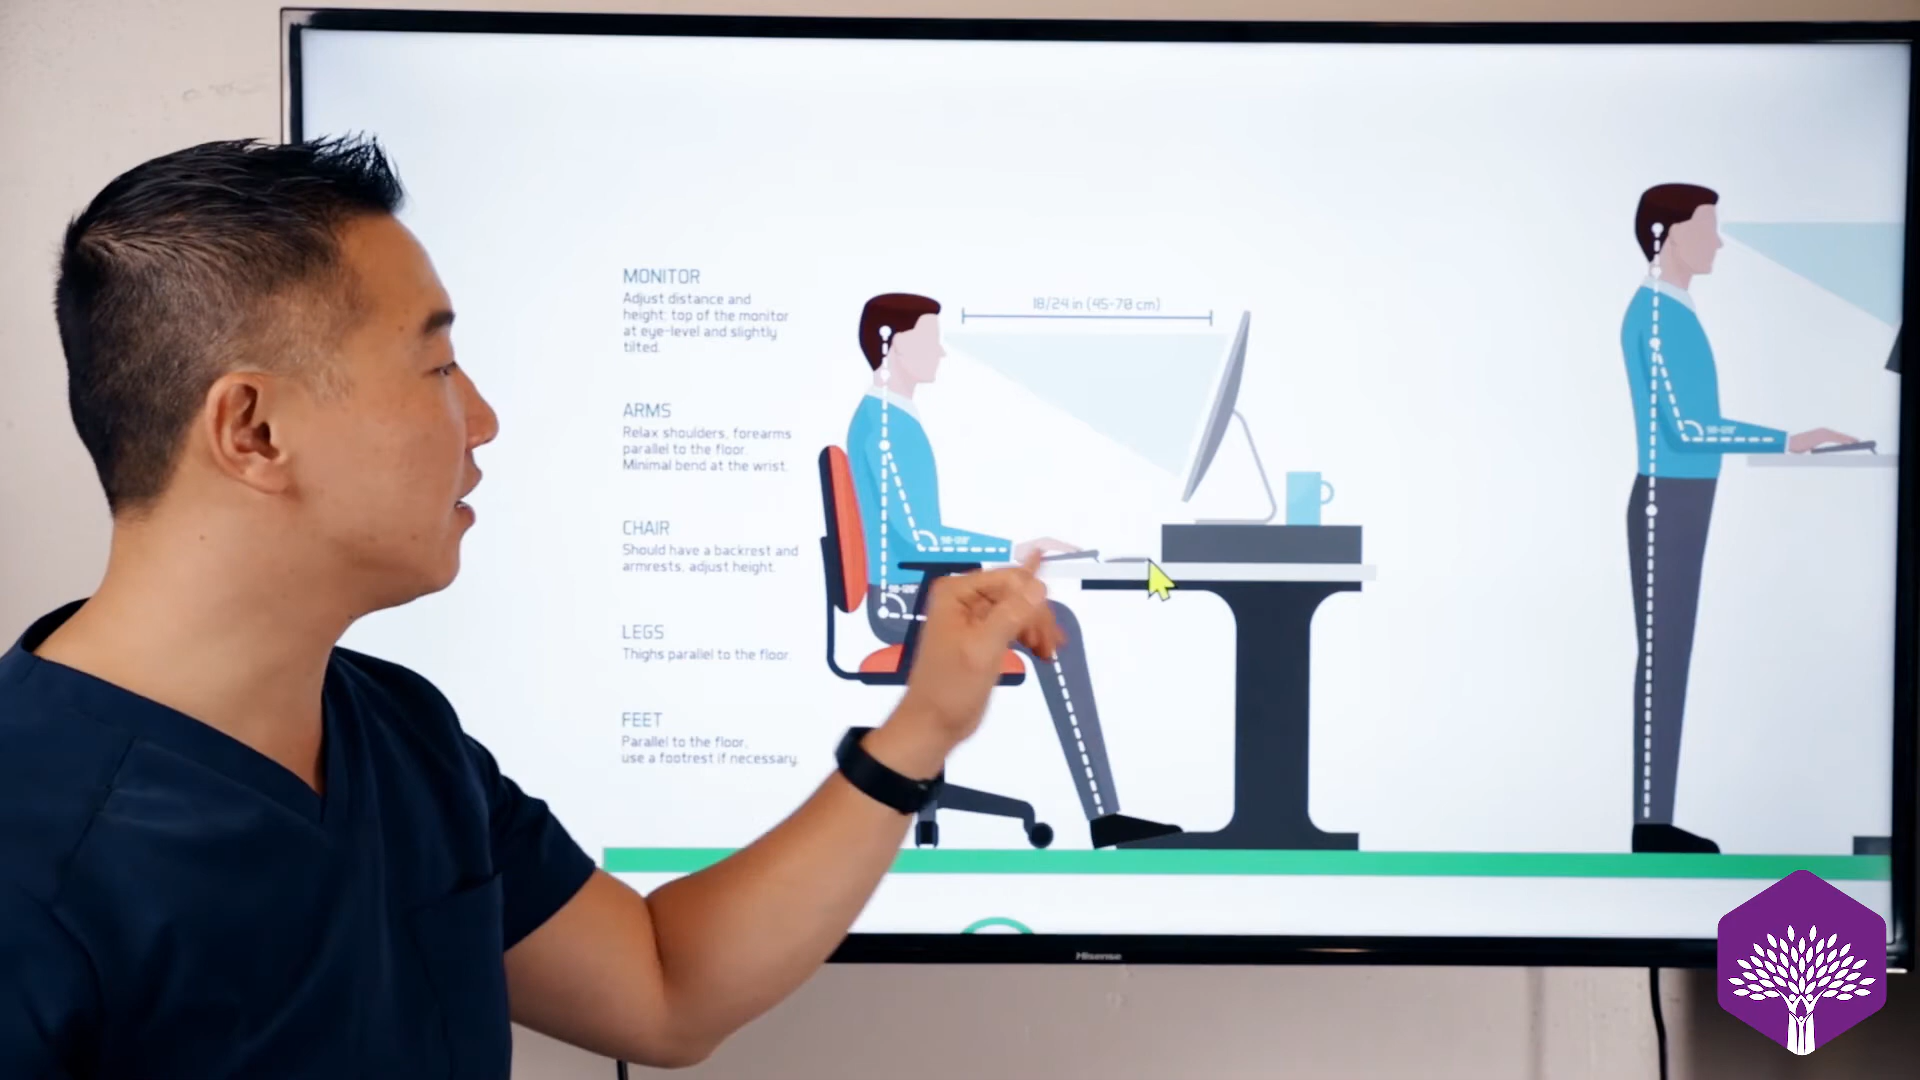 MONITOR
Adjust distance and
height; top of the monitor
at eye-level and slightly
tilted.
18/24 in (45-70 cm)
ARMS
Relax shoulders, forearms
parallel to the floor.
Minimal bend at the wrist.
CHAIR
Should have a backrest and
armrests, adjust height.
LEGS
Thighs parallel to the floor.
FEET
Parallel to the floor,
use a footrest if necessary.
Hisense